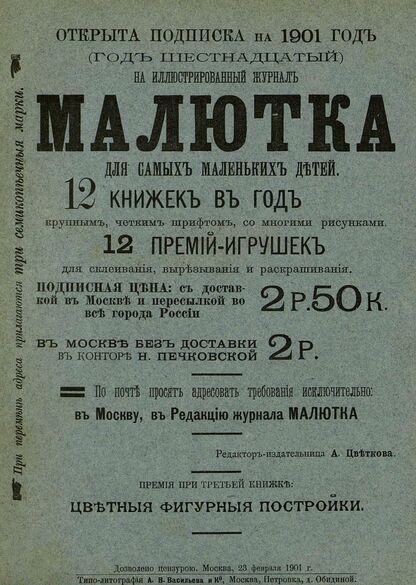 ОТКРЫТА ПОДПИСКА на 1901 ГОДЪ
(ГОДЪ ШЕСТНАДЦАТЫЙ)
НА ИЛЛЮСТРИРОВАННЫЙ ЖУРНАЛЪ
МАЛЮТКА
ДЛЯ САМЫХЪ МАЛЕНЬКИХЪ ДѢТЕЙ.
12 КНИЖЕКЪ ВЪ ГОДЪ
крупнымъ, четкимъ шрифтомъ, со многими рисунками.
12 ПРЕМІЙ-ИГРУШЕКЪ
для склеиванія, вырѣзыванія и раскрашиванія.
ПОДПИСНАЯ ЦѢНА: съ достав-
кой въ Москвѣ и пересылкой во
всѣ города Россіи
2 Р. 50 К.
ВЪ МОСКВѢ БЕЗЪ ДОСТАВКИ
ВЪ КОНТОРѢ Н. ПЕЧКОВСКОЙ
2 Р.
По почтѣ просятъ адресовать требованія исключительно:
въ Москву, въ Редакцію журнала МАЛЮТКА
Редакторъ-издательница А. Цвѣткова.
ПРЕМІЯ ПРИ ТРЕТЬЕЙ КНИЖКѢ:
ЦВѢТНЫЯ ФИГУРНЫЯ ПОСТРОЙКИ.
Дозволено цензурою. Москва, 23 февраля 1901 г.
Типо-литографія А. В. Васильева и К°, Москва, Петровка, д. Обидиной.
При перемѣнѣ адреса прилагаются три семикопѣечныя марки.